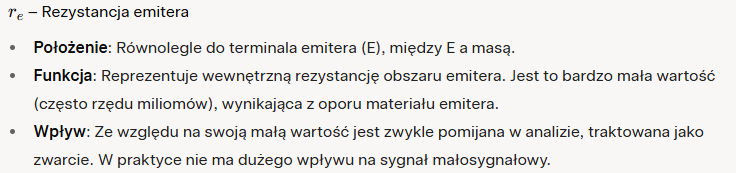 rₑ – Rezystancja emitera
• Położenie: Równolegle do terminala emitera (E), między E a masą.
• Funkcja: Reprezentuje wewnętrzną rezystancję obszaru emitera. Jest to bardzo mała wartość
(często rzędu miliomów), wynikająca z oporu materiału emitera.
• Wpływ: Ze względu na swoją małą wartość jest zwykle pomijana w analizie, traktowana jako
zwarcie. W praktyce nie ma dużego wpływu na sygnał małosygnałowy.